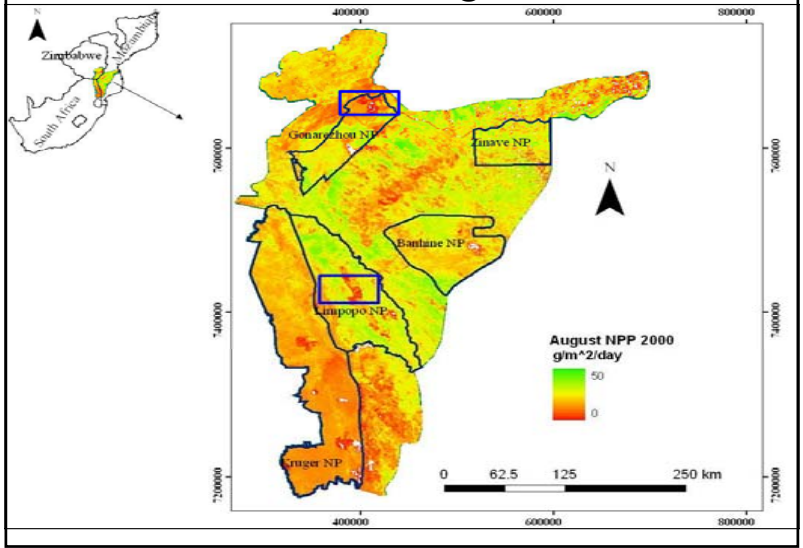 N
Zimbabwe
Mozambique
South Africa
400000
600000
800000
Gonarezhou NP
Zinave NP
7600000
7600000
N
Banhine NP
Limpopo NP
7400000
7400000
August NPP 2000
g/m^2/day
50
0
Kruger NP
0
62.5
125
250 km
7200000
7200000
400000
600000
800000